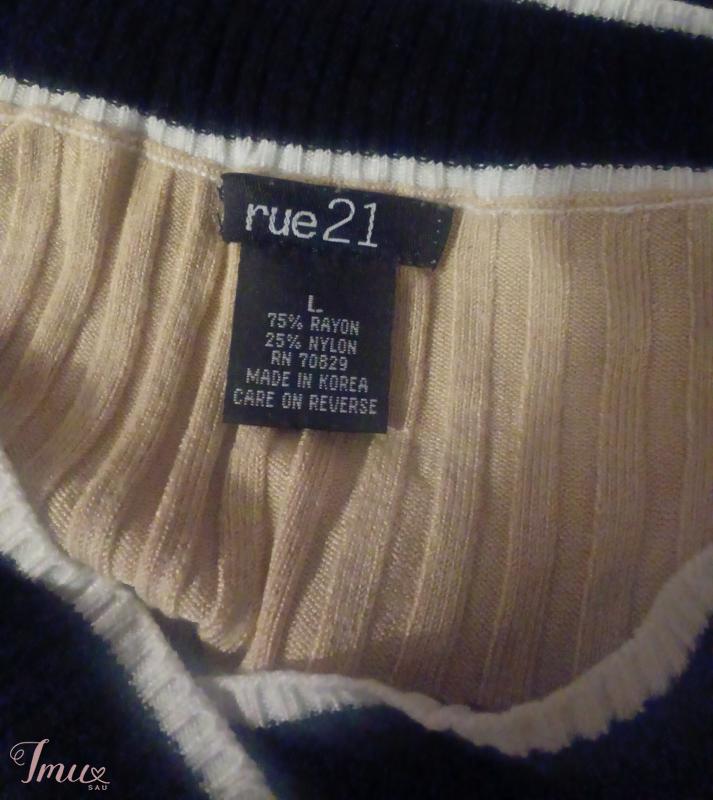 rue21
L
75% RAYON
25% NYLON
RN 70829
MADE IN KOREA
CARE ON REVERSE
Imu
SAU